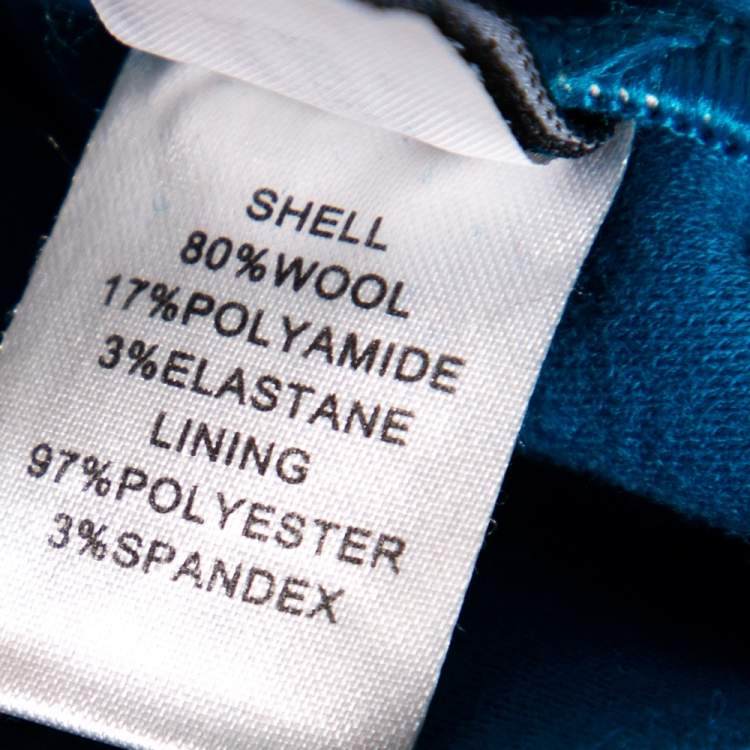 SHELL
80%WOOL
17%POLYAMIDE
3%ELASTANE
LINING
97%POLYESTER
3%SPANDEX